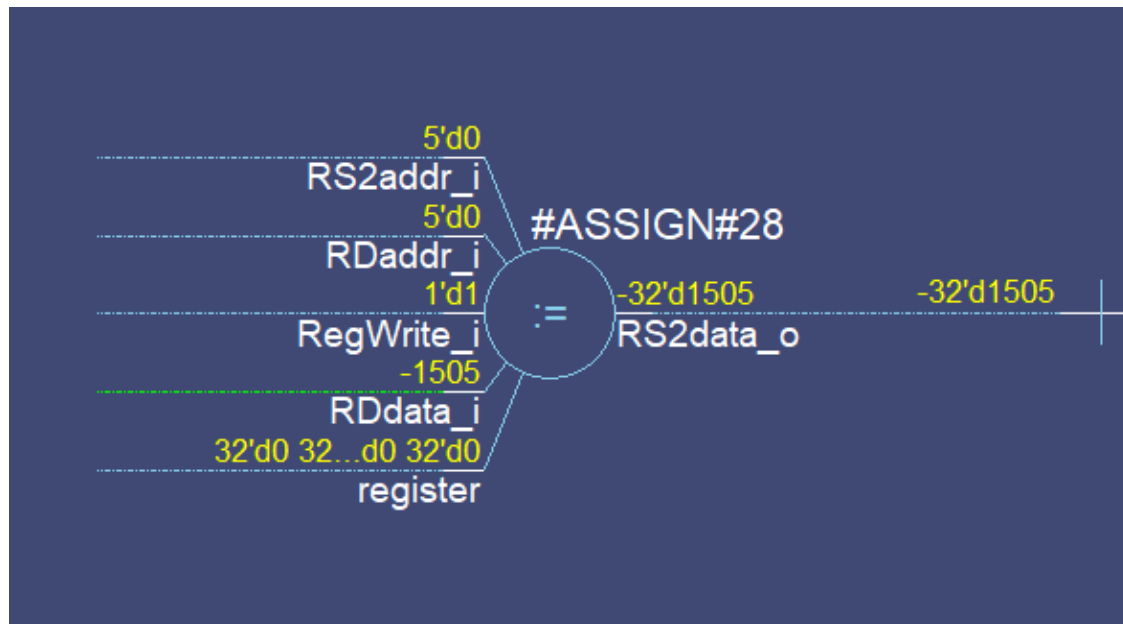 5'd0
RS2addr_i
5'd0
#ASSIGN#28
RDaddr_i
1'd1
-32'd1505
-32'd1505
:=
RegWrite_i
RS2data_o
-1505
RDdata_i
32'd0 32...d0 32'd0
register